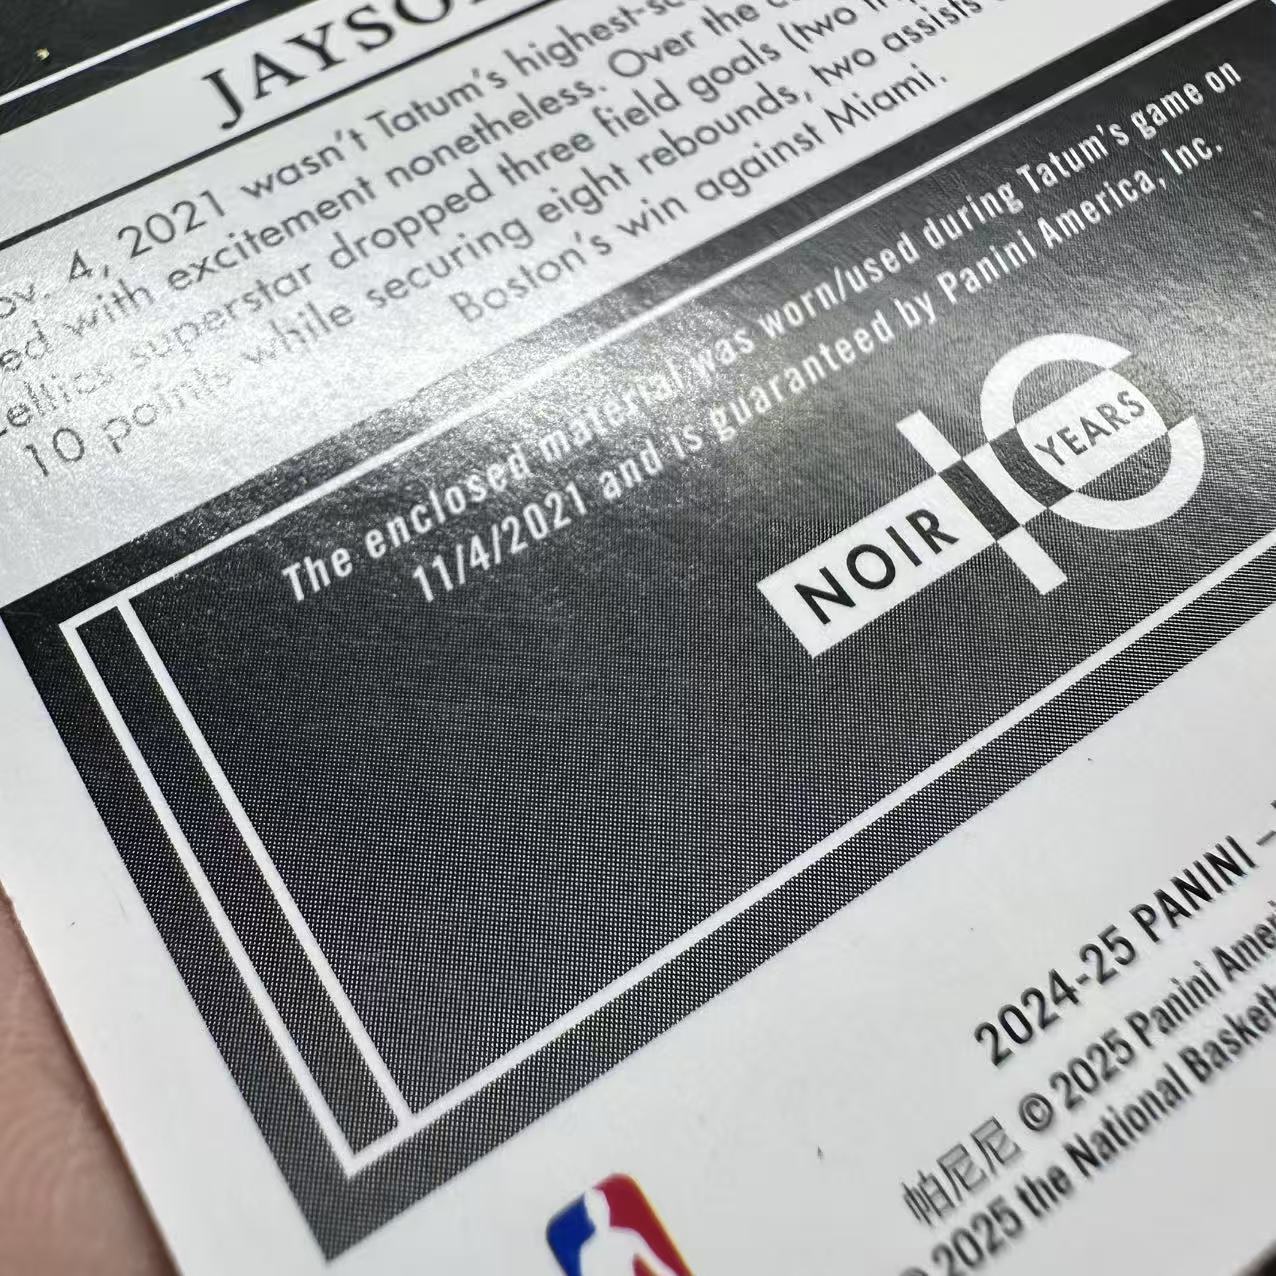 JAYSO
ov. 4, 2021 wasn't Tatum's highest-sc
ed with excitement nonetheless. Over the c
eltics superstar dropped three field goals (two
10 points while securing eight rebounds, two assists
Boston's win against Miami.
The enclosed material was worn/used during Tatum's game on
11/4/2021 and is guaranteed by Panini America, Inc.
NOIR
YEARS
2024-25 PANINI –
帕尼尼 © 2025 Panini Ameri
© 2025 the National Basketb